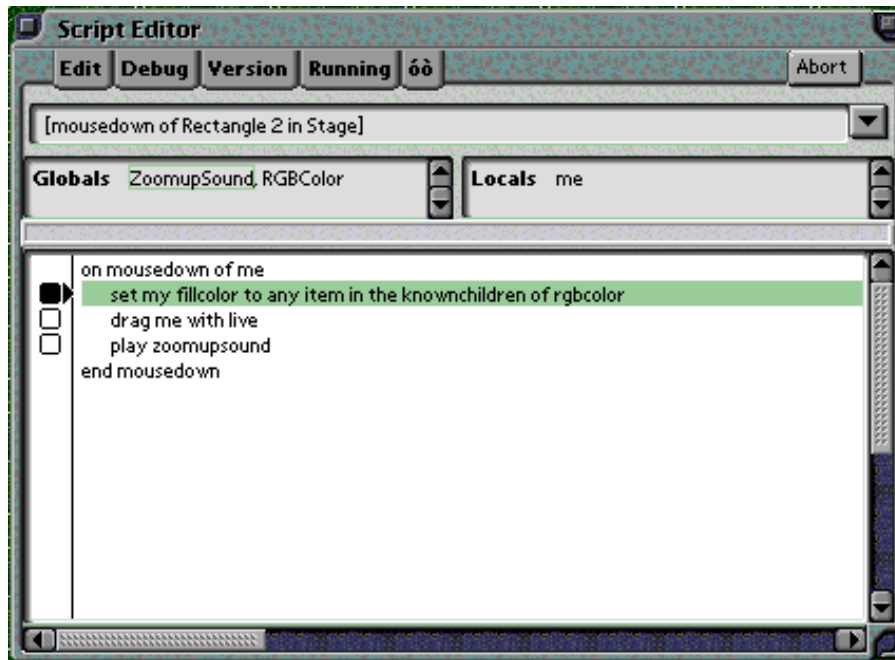 Script Editor
Edit Debug Version Running óò Abort
[mousedown of Rectangle 2 in Stage]
Globals ZoomupSound, RGBColor Locals me
on mousedown of me
set my fillcolor to any item in the knownchildren of rgbcolor
drag me with live
play zoomupsound
end mousedown